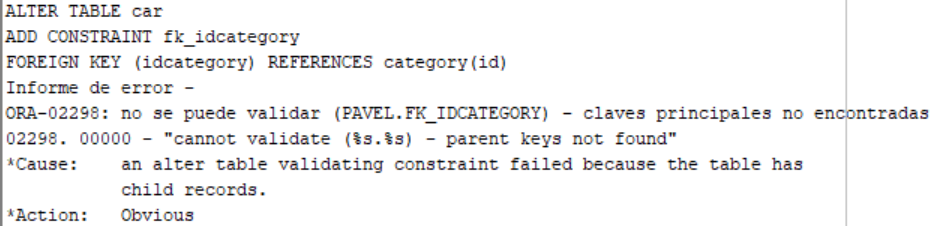 ALTER TABLE car
ADD CONSTRAINT fk_idcategory
FOREIGN KEY (idcategory) REFERENCES category(id)
Informe de error -
ORA-02298: no se puede validar (PAVEL.FK_IDCATEGORY) - claves principales no encontradas
02298. 00000 - "cannot validate (%s.%s) - parent keys not found"
*Cause:    an alter table validating constraint failed because the table has
child records.
*Action:   Obvious